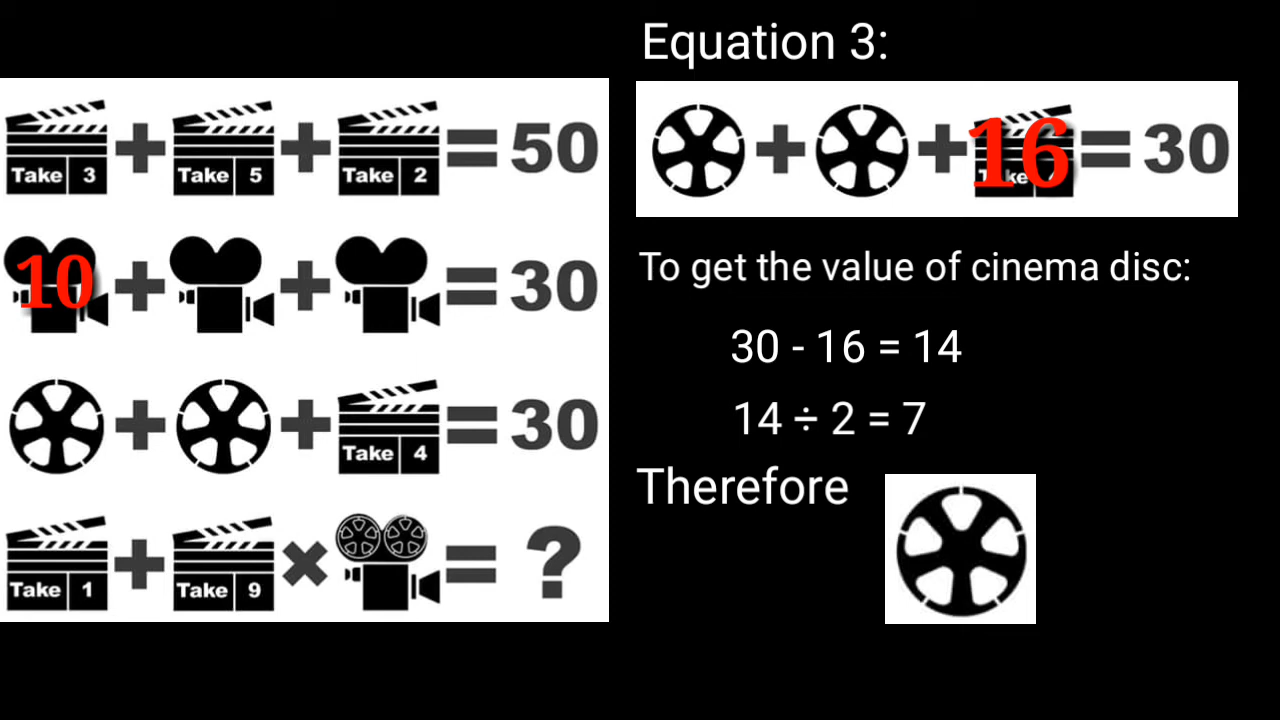 Equation 3:
Take 3 + Take 5 + Take 2 = 50
10 + + = 30
+ + Take 4 = 30
Take 1 + Take 9 × = ?
+ + 16 = 30
To get the value of cinema disc:
30 - 16 = 14
14 ÷ 2 = 7
Therefore